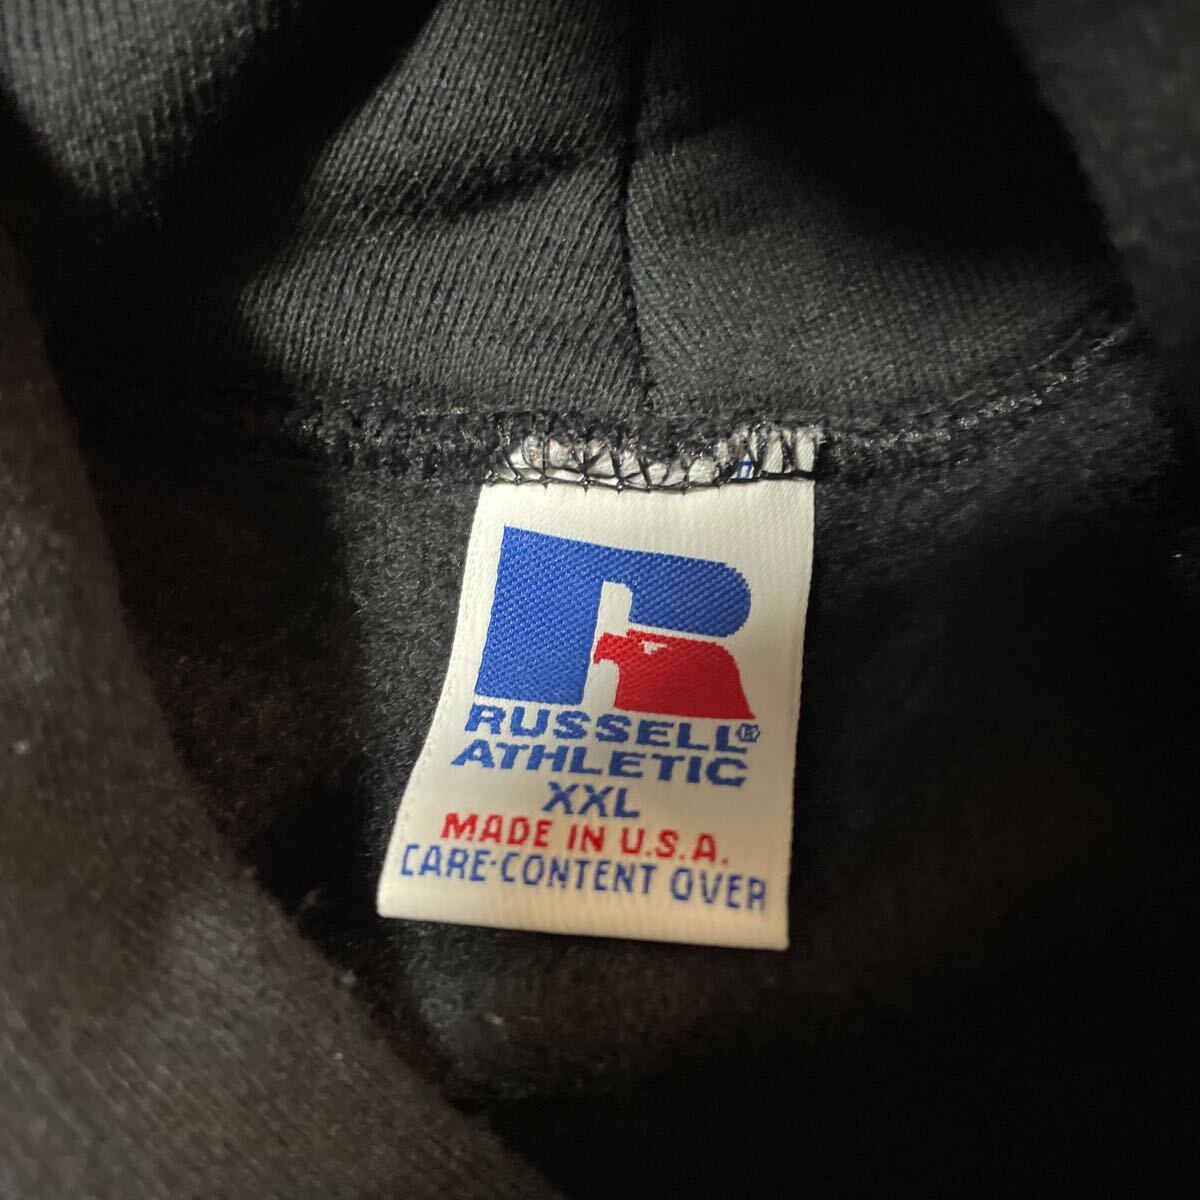 R
RUSSELL®
ATHLETIC
XXL
MADE IN U.S.A.
CARE-CONTENT OVER